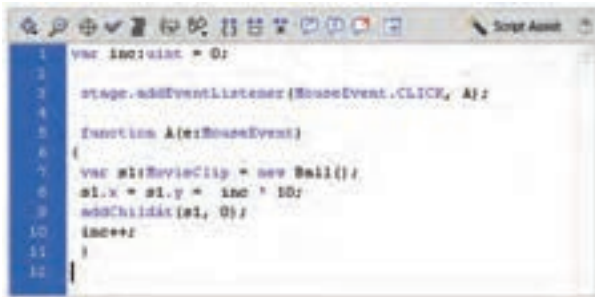 Script Assist
1 var inc:uint = 0;
2
3 stage.addEventListener(MouseEvent.CLICK, A);
4
5 function A(e:MouseEvent)
6 {
7 var s1:MovieClip = new Ball();
8 s1.x = s1.y = inc * 10;
9 addChildAt(s1, 0);
10 inc++;
11 }
12